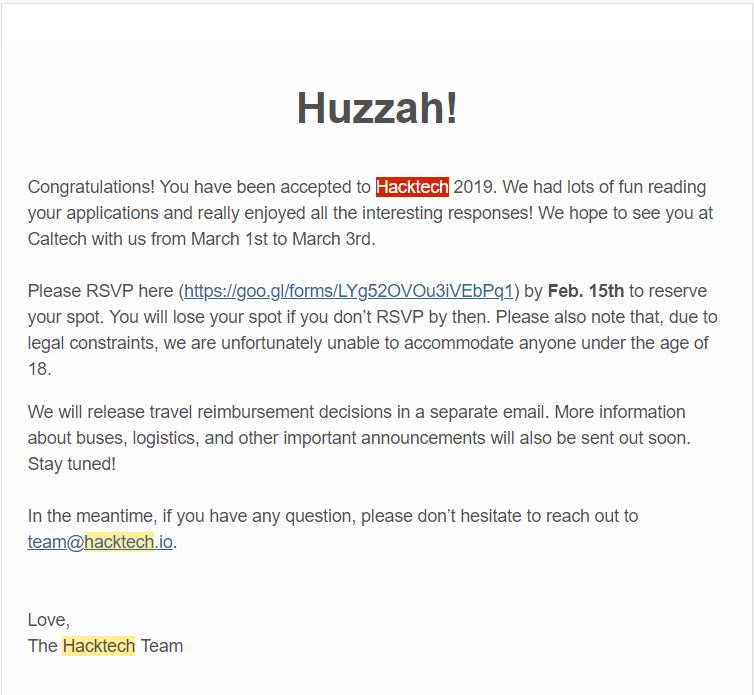 Huzzah!
Congratulations! You have been accepted to Hacktech 2019. We had lots of fun reading
your applications and really enjoyed all the interesting responses! We hope to see you at
Caltech with us from March 1st to March 3rd.
Please RSVP here (https://goo.gl/forms/LYg52OVOu3iVEbPq1) by Feb. 15th to reserve
your spot. You will lose your spot if you don’t RSVP by then. Please also note that, due to
legal constraints, we are unfortunately unable to accommodate anyone under the age of
18.
We will release travel reimbursement decisions in a separate email. More information
about buses, logistics, and other important announcements will also be sent out soon.
Stay tuned!
In the meantime, if you have any question, please don’t hesitate to reach out to
team@hacktech.io.
Love,
The Hacktech Team